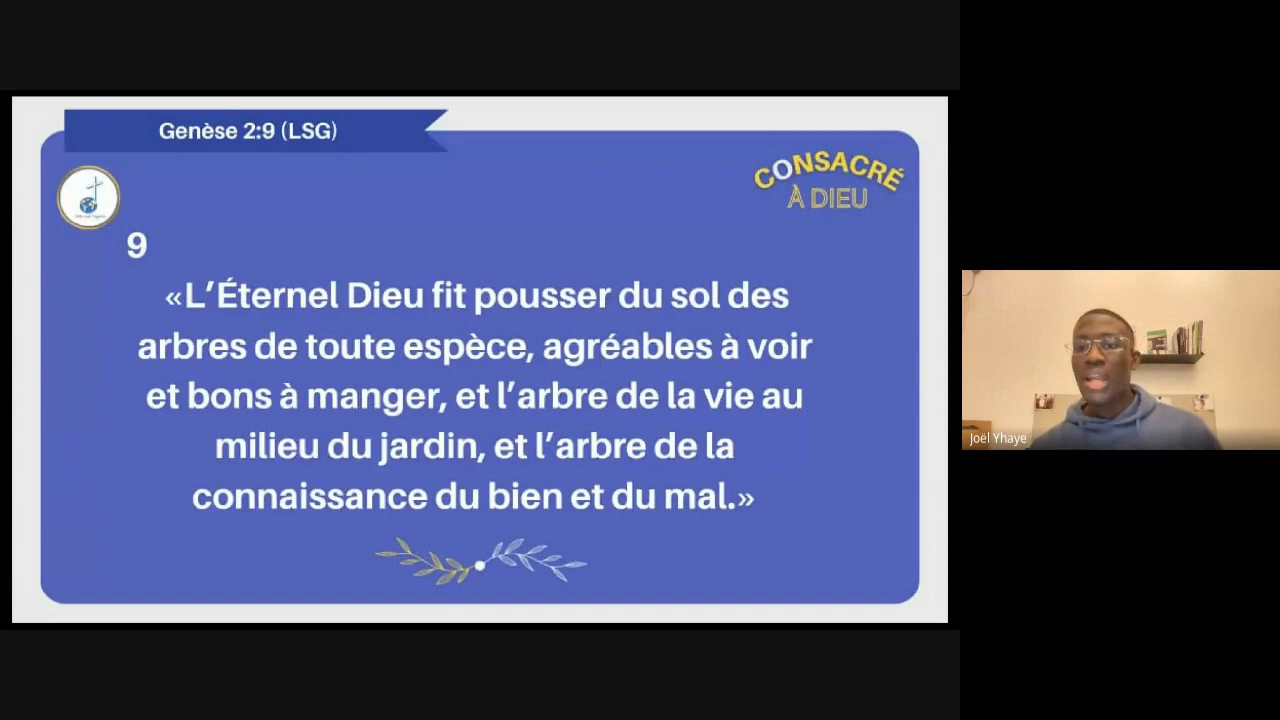 Genèse 2:9 (LSG)
CONSACRÉ
À DIEU
9
«L’Éternel Dieu fit pousser du sol des
arbres de toute espèce, agréables à voir
et bons à manger, et l’arbre de la vie au
milieu du jardin, et l’arbre de la
connaissance du bien et du mal.»
Joël Yhaye